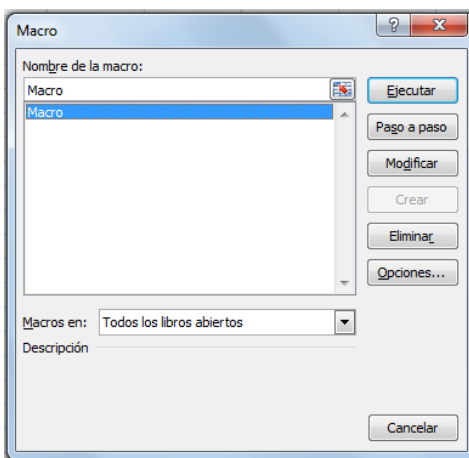 Macro
Nombre de la macro:
Macro
Macro
Ejecutar
Paso a paso
Modificar
Crear
Eliminar
Opciones...
Macros en: Todos los libros abiertos
Descripción
Cancelar